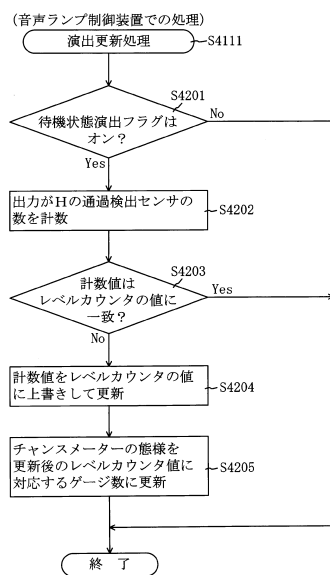 (音声ランプ制御装置での処理)
演出更新処理
S4111
S4201
待機状態演出フラグは
オン？
No
Yes
出力がHの通過検出センサの
数を計数
S4202
S4203
計数値は
レベルカウンタの値に
一致？
Yes
No
計数値をレベルカウンタの値
に上書きして更新
S4204
チャンスメーターの態様を
更新後のレベルカウンタ値に
対応するゲージ数に更新
S4205
終 了